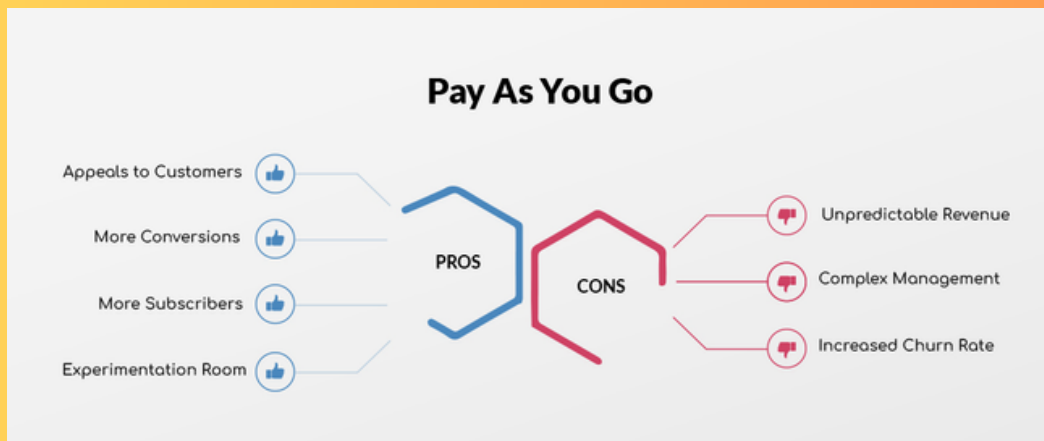 Pay As You Go
Appeals to Customers
More Conversions
More Subscribers
Experimentation Room
PROS
CONS
Unpredictable Revenue
Complex Management
Increased Churn Rate